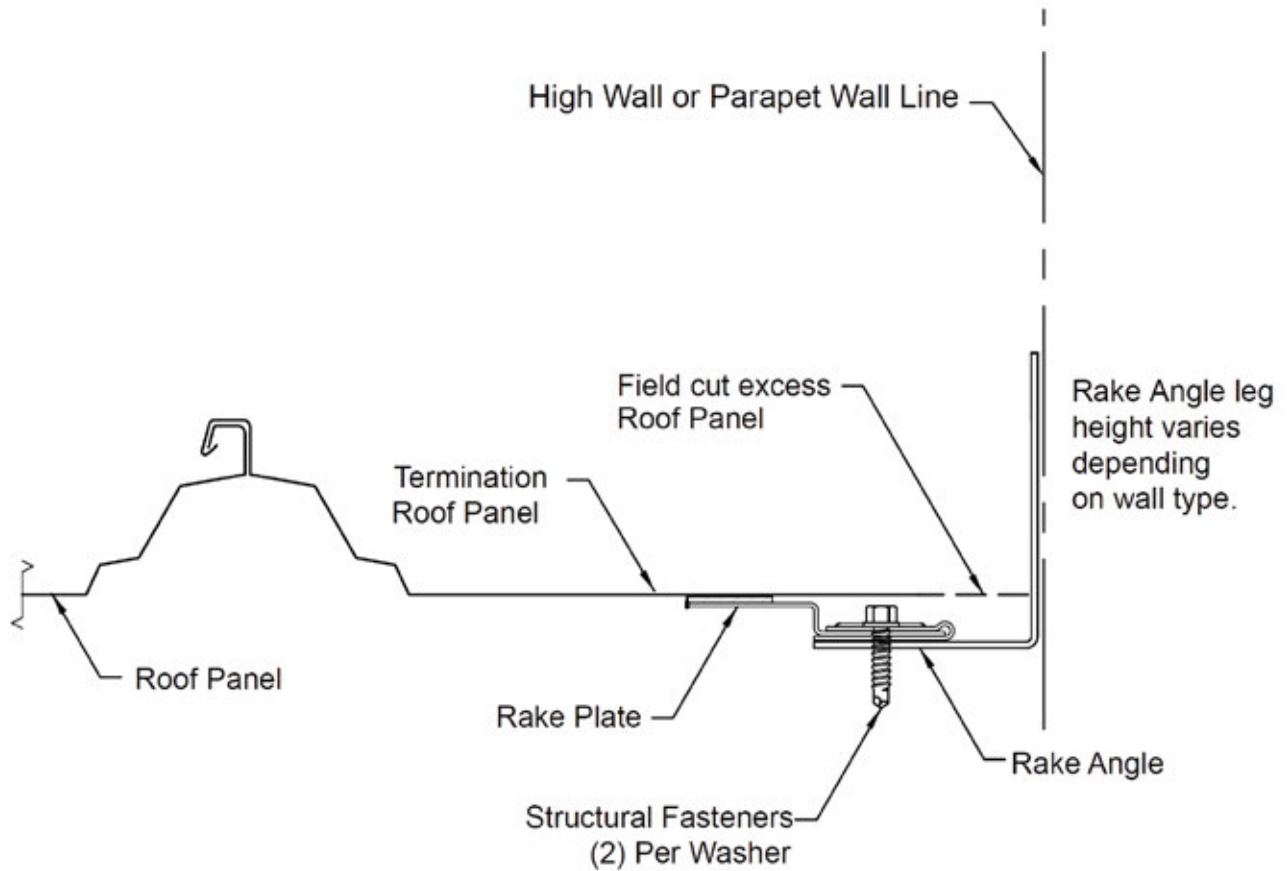 High Wall or Parapet Wall Line
Field cut excess
Roof Panel
Rake Angle leg
height varies
depending
on wall type.
Termination
Roof Panel
Roof Panel
Rake Plate
Rake Angle
Structural Fasteners
(2) Per Washer